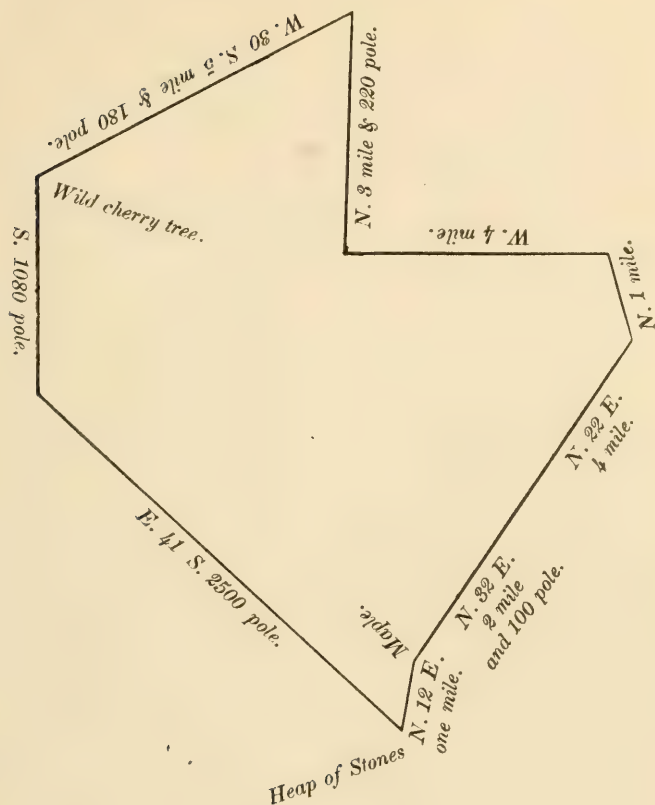 W. 30 S. 5 mile & 180 pole.
N. 3 mile & 220 pole.
Wild cherry tree.
W. 4 mile.
S. 1080 pole.
N. 1 mile.
N. 22 E.
4 mile.
E. 41 S. 2500 pole.
N. 32 E.
2 mile
and 100 pole.
Maple.
N. 12 E.
one mile.
Heap of Stones